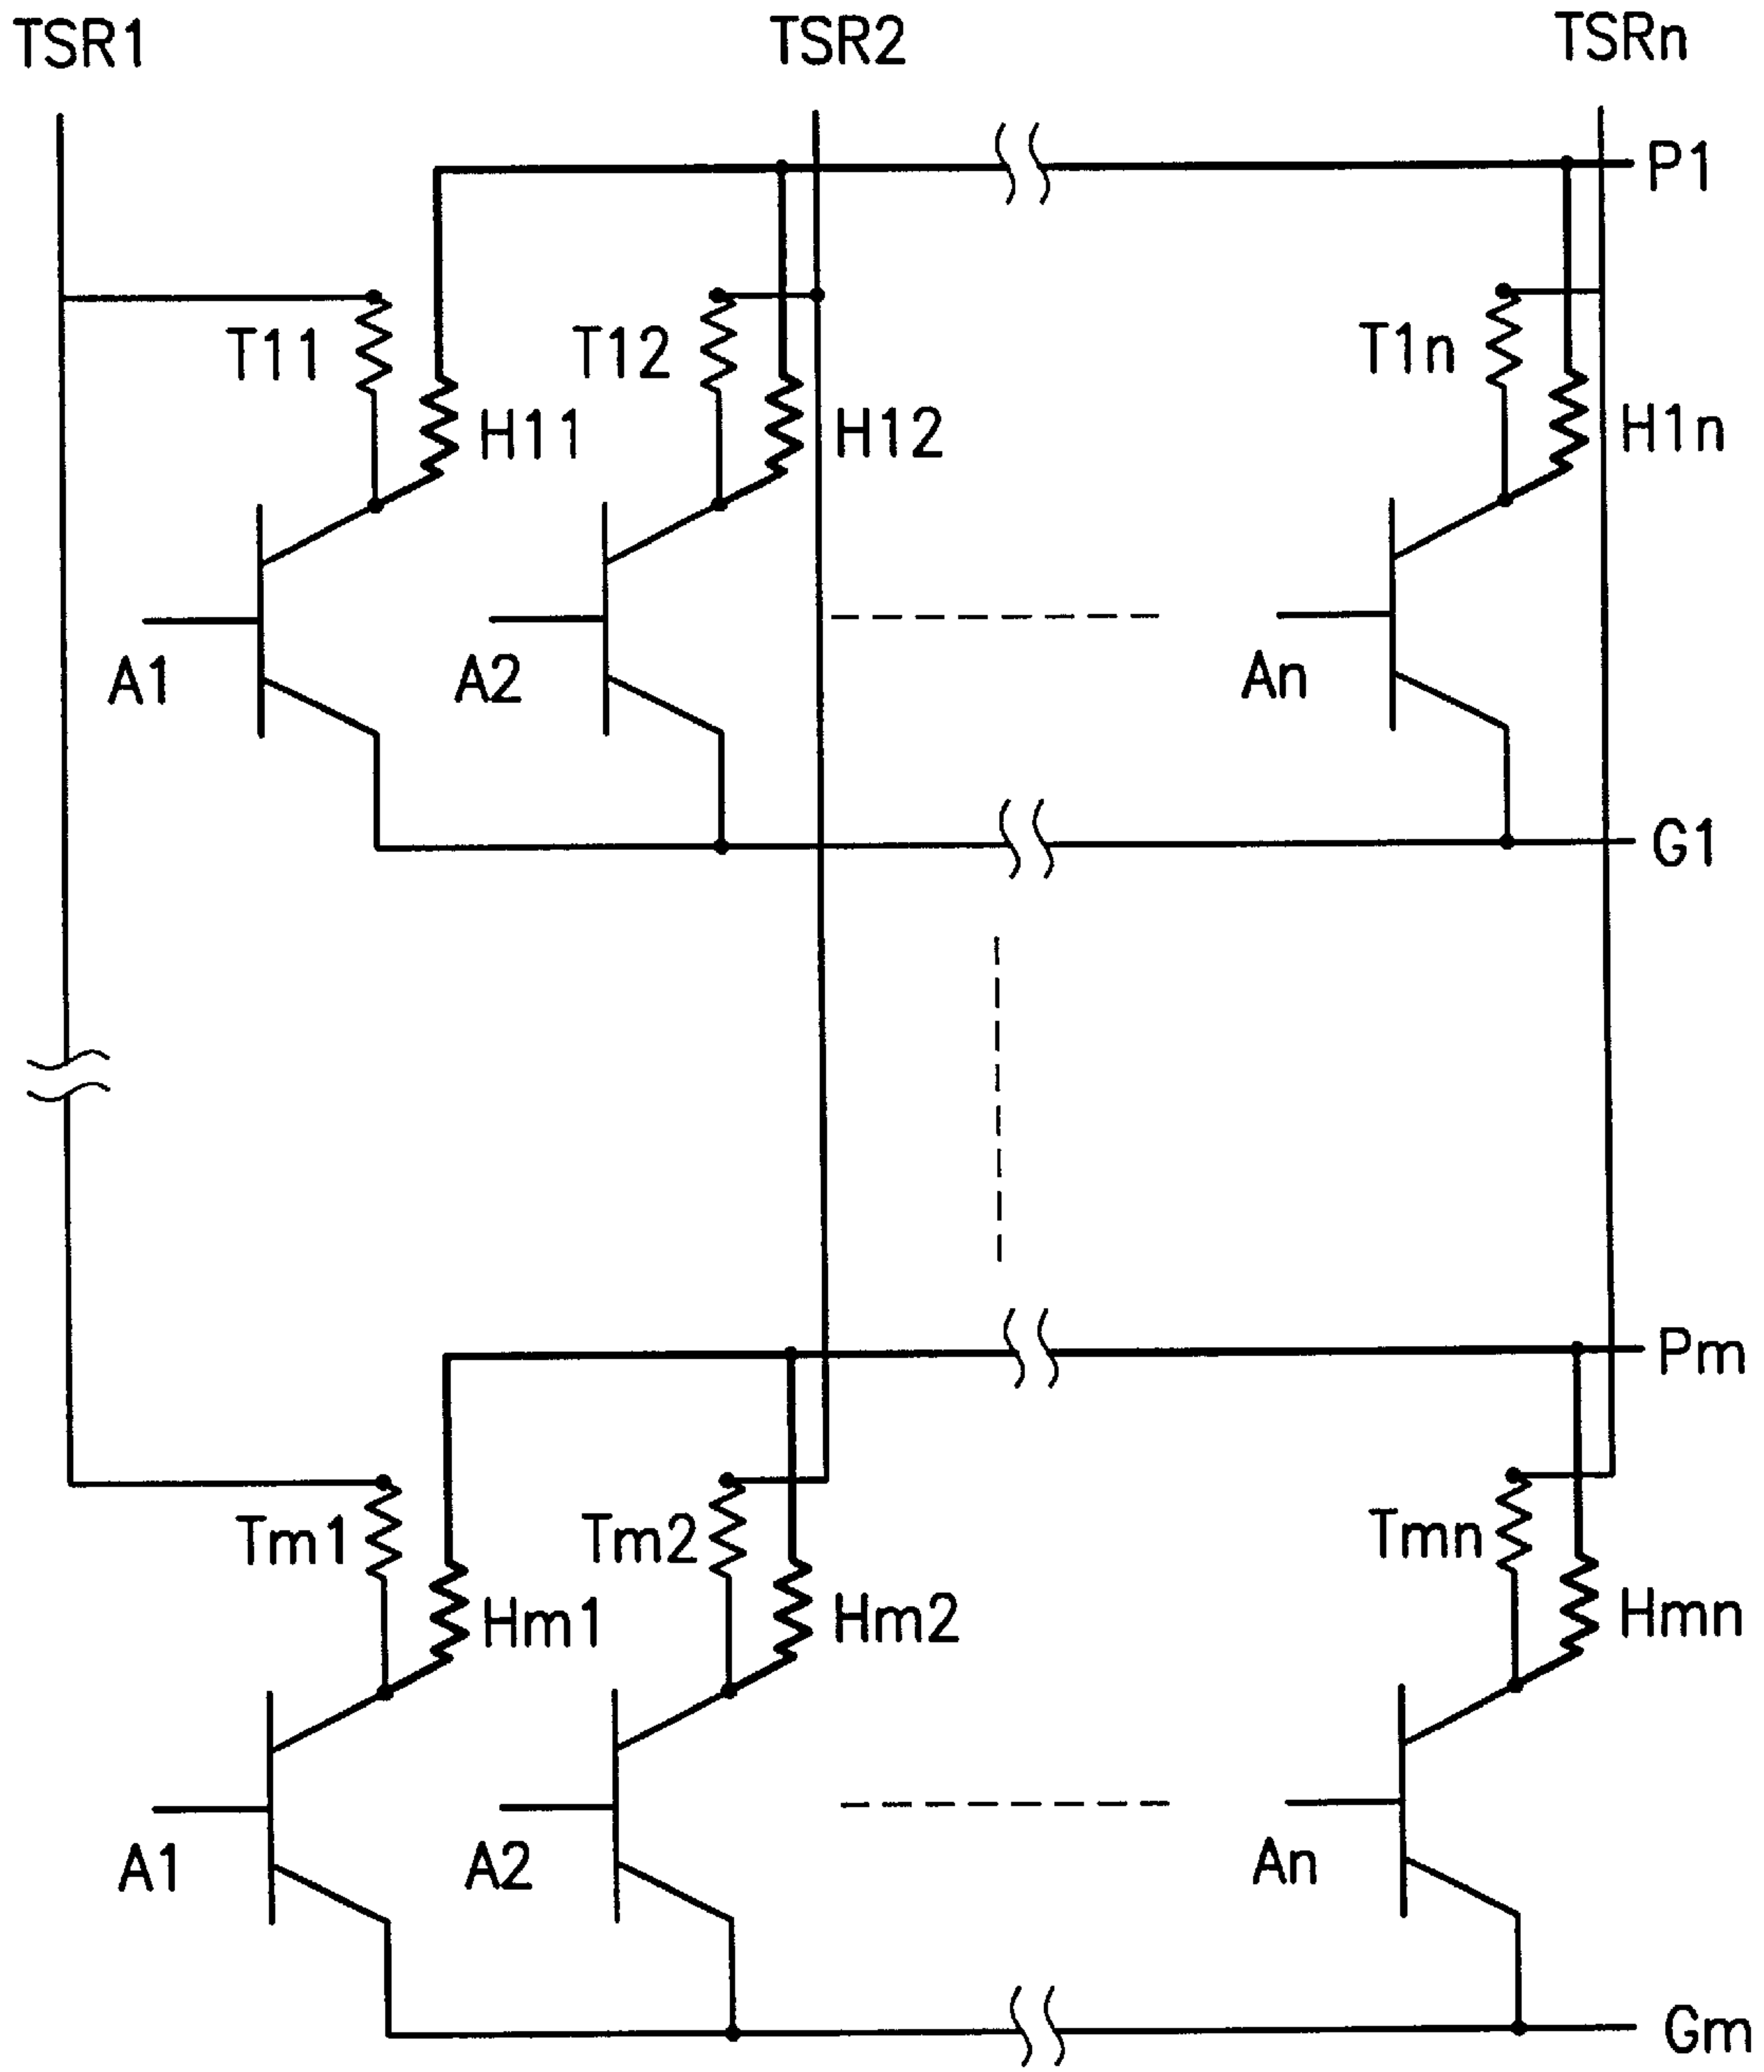 TSR1 TSR2 TSRn
P1
T11 T12 T1n
H11 H12 H1n
A1 A2 An
G1
Pm
Tm1 Tm2 Tmn
Hm1 Hm2 Hmn
A1 A2 An
Gm